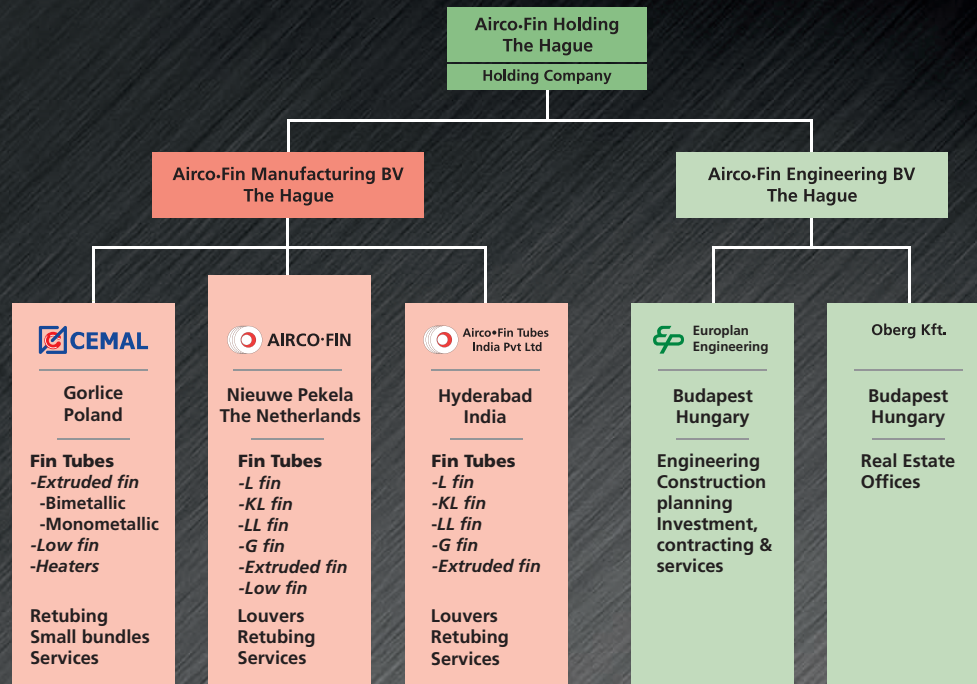 Airco•Fin Holding
The Hague
Holding Company
Airco•Fin Manufacturing BV
The Hague
Airco•Fin Engineering BV
The Hague
CEMAL
Gorlice
Poland
Fin Tubes
-Extruded fin
-Bimetallic
-Monometallic
-Low fin
-Heaters
Retubing
Small bundles
Services
AIRCO•FIN
Nieuwe Pekela
The Netherlands
Fin Tubes
-L fin
-KL fin
-LL fin
-G fin
-Extruded fin
-Low fin
Louvers
Retubing
Services
Airco•Fin Tubes
India Pvt Ltd
Hyderabad
India
Fin Tubes
-L fin
-KL fin
-LL fin
-G fin
-Extruded fin
Louvers
Retubing
Services
Europlan
Engineering
Budapest
Hungary
Engineering
Construction
planning
Investment,
contracting &
services
Oberg Kft.
Budapest
Hungary
Real Estate
Offices